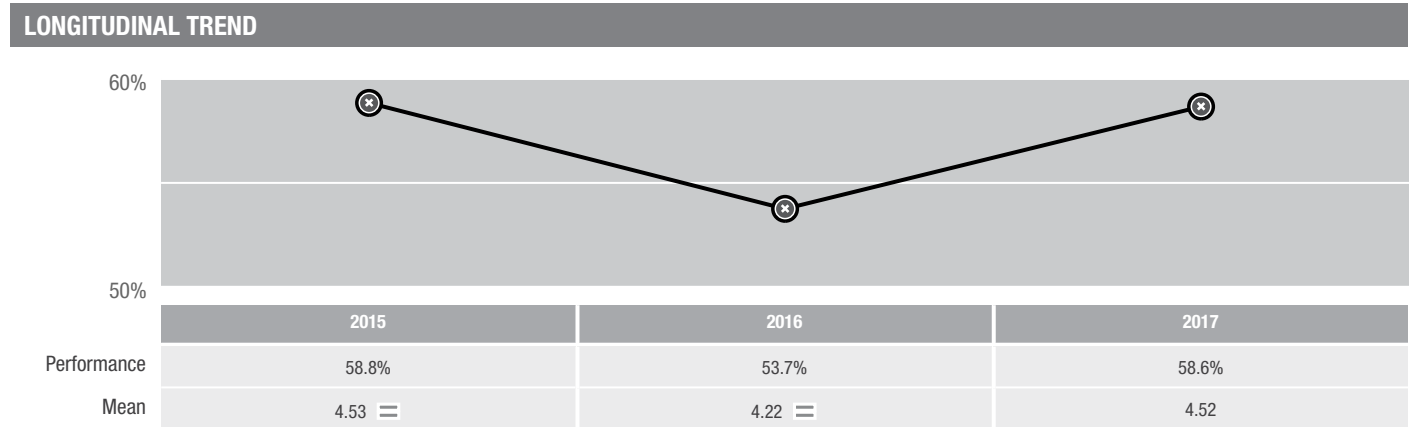 LONGITUDINAL TREND
60%
50%
2015 2016 2017
Performance 58.8% 53.7% 58.6%
Mean 4.53 = 4.22 = 4.52